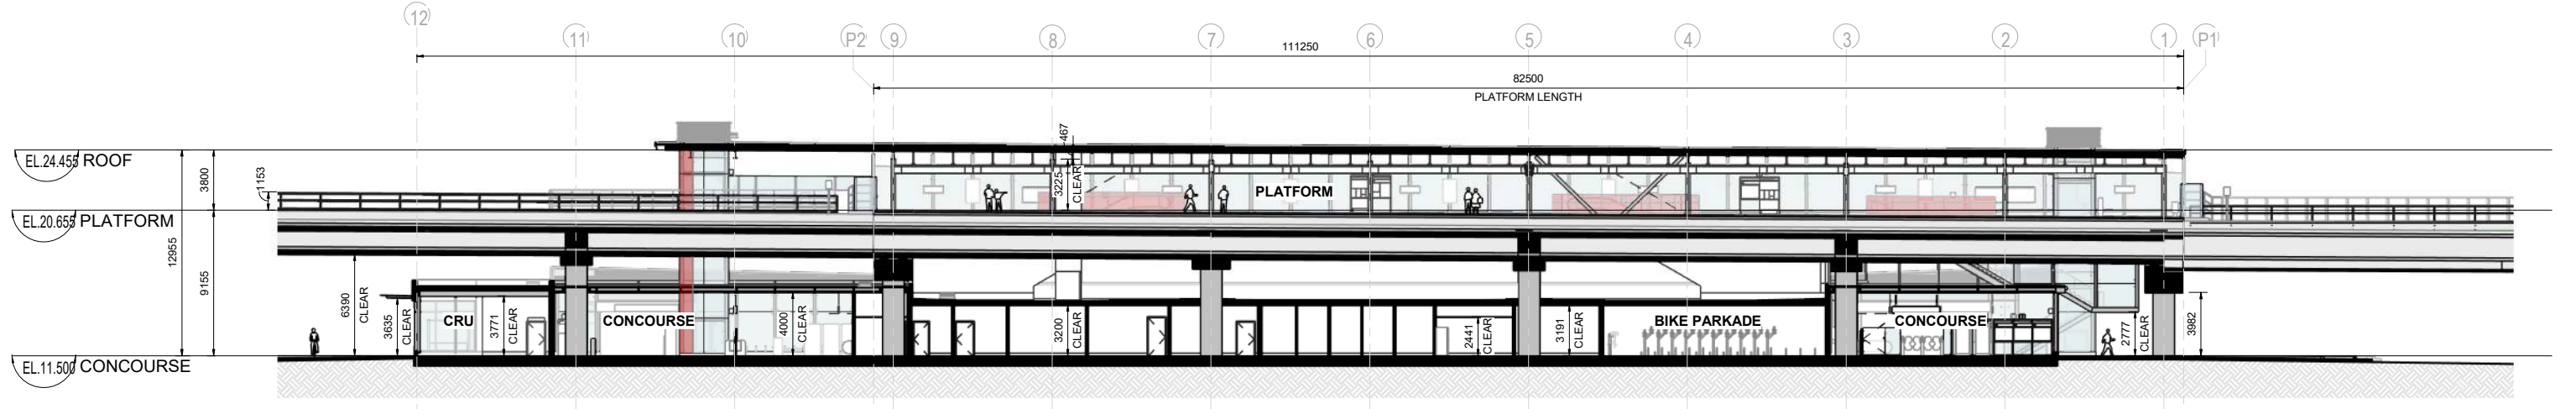 12
11
10
P2
9
8
7
6
5
4
3
2
1
P1
111250
82500
PLATFORM LENGTH
EL.24.455 ROOF
EL.20.655 PLATFORM
EL.11.500 CONCOURSE
12955
3800
9155
1153
467
3225
CLEAR
PLATFORM
6390
CLEAR
3635
CLEAR
CRU
3771
CLEAR
CONCOURSE
4000
CLEAR
3200
CLEAR
2441
CLEAR
3191
CLEAR
BIKE PARKADE
CONCOURSE
2777
CLEAR
3982